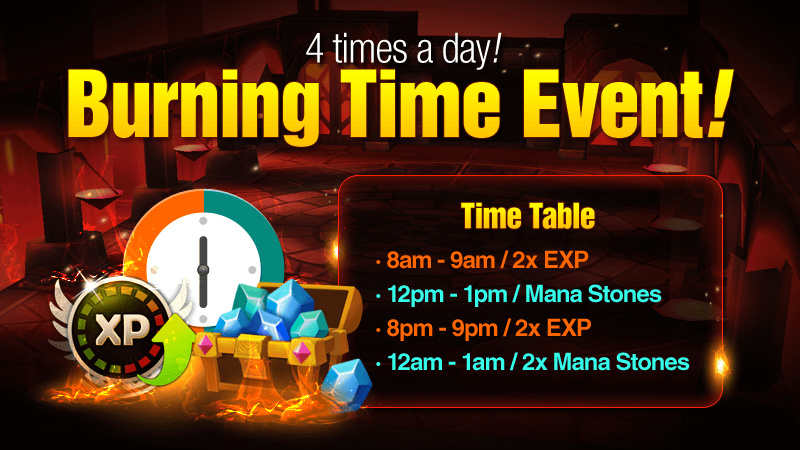 4 times a day!
Burning Time Event!
Time Table
· 8am - 9am / 2x EXP
· 12pm - 1pm / Mana Stones
· 8pm - 9pm / 2x EXP
· 12am - 1am / 2x Mana Stones
XP